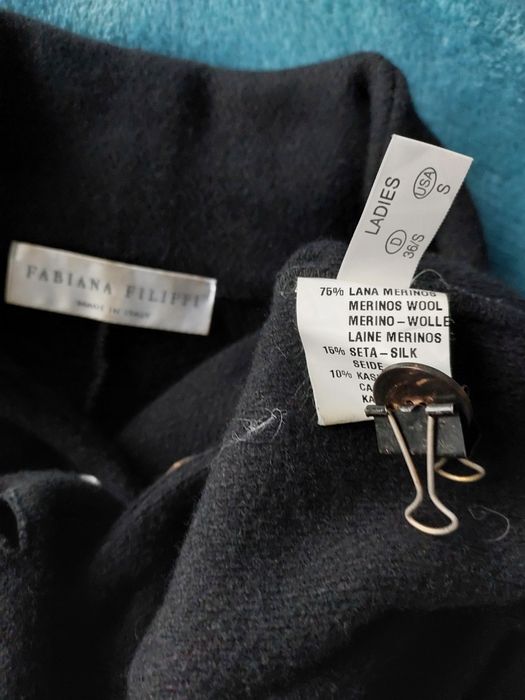 FABIANA FILIPPI
MADE IN ITALY
LADIES
USA
S
D
36/S
75% LANA MERINOS
MERINOS WOOL
MERINO-WOLLE
LAINE MERINOS
15% SETA-SILK
SEIDE
10%